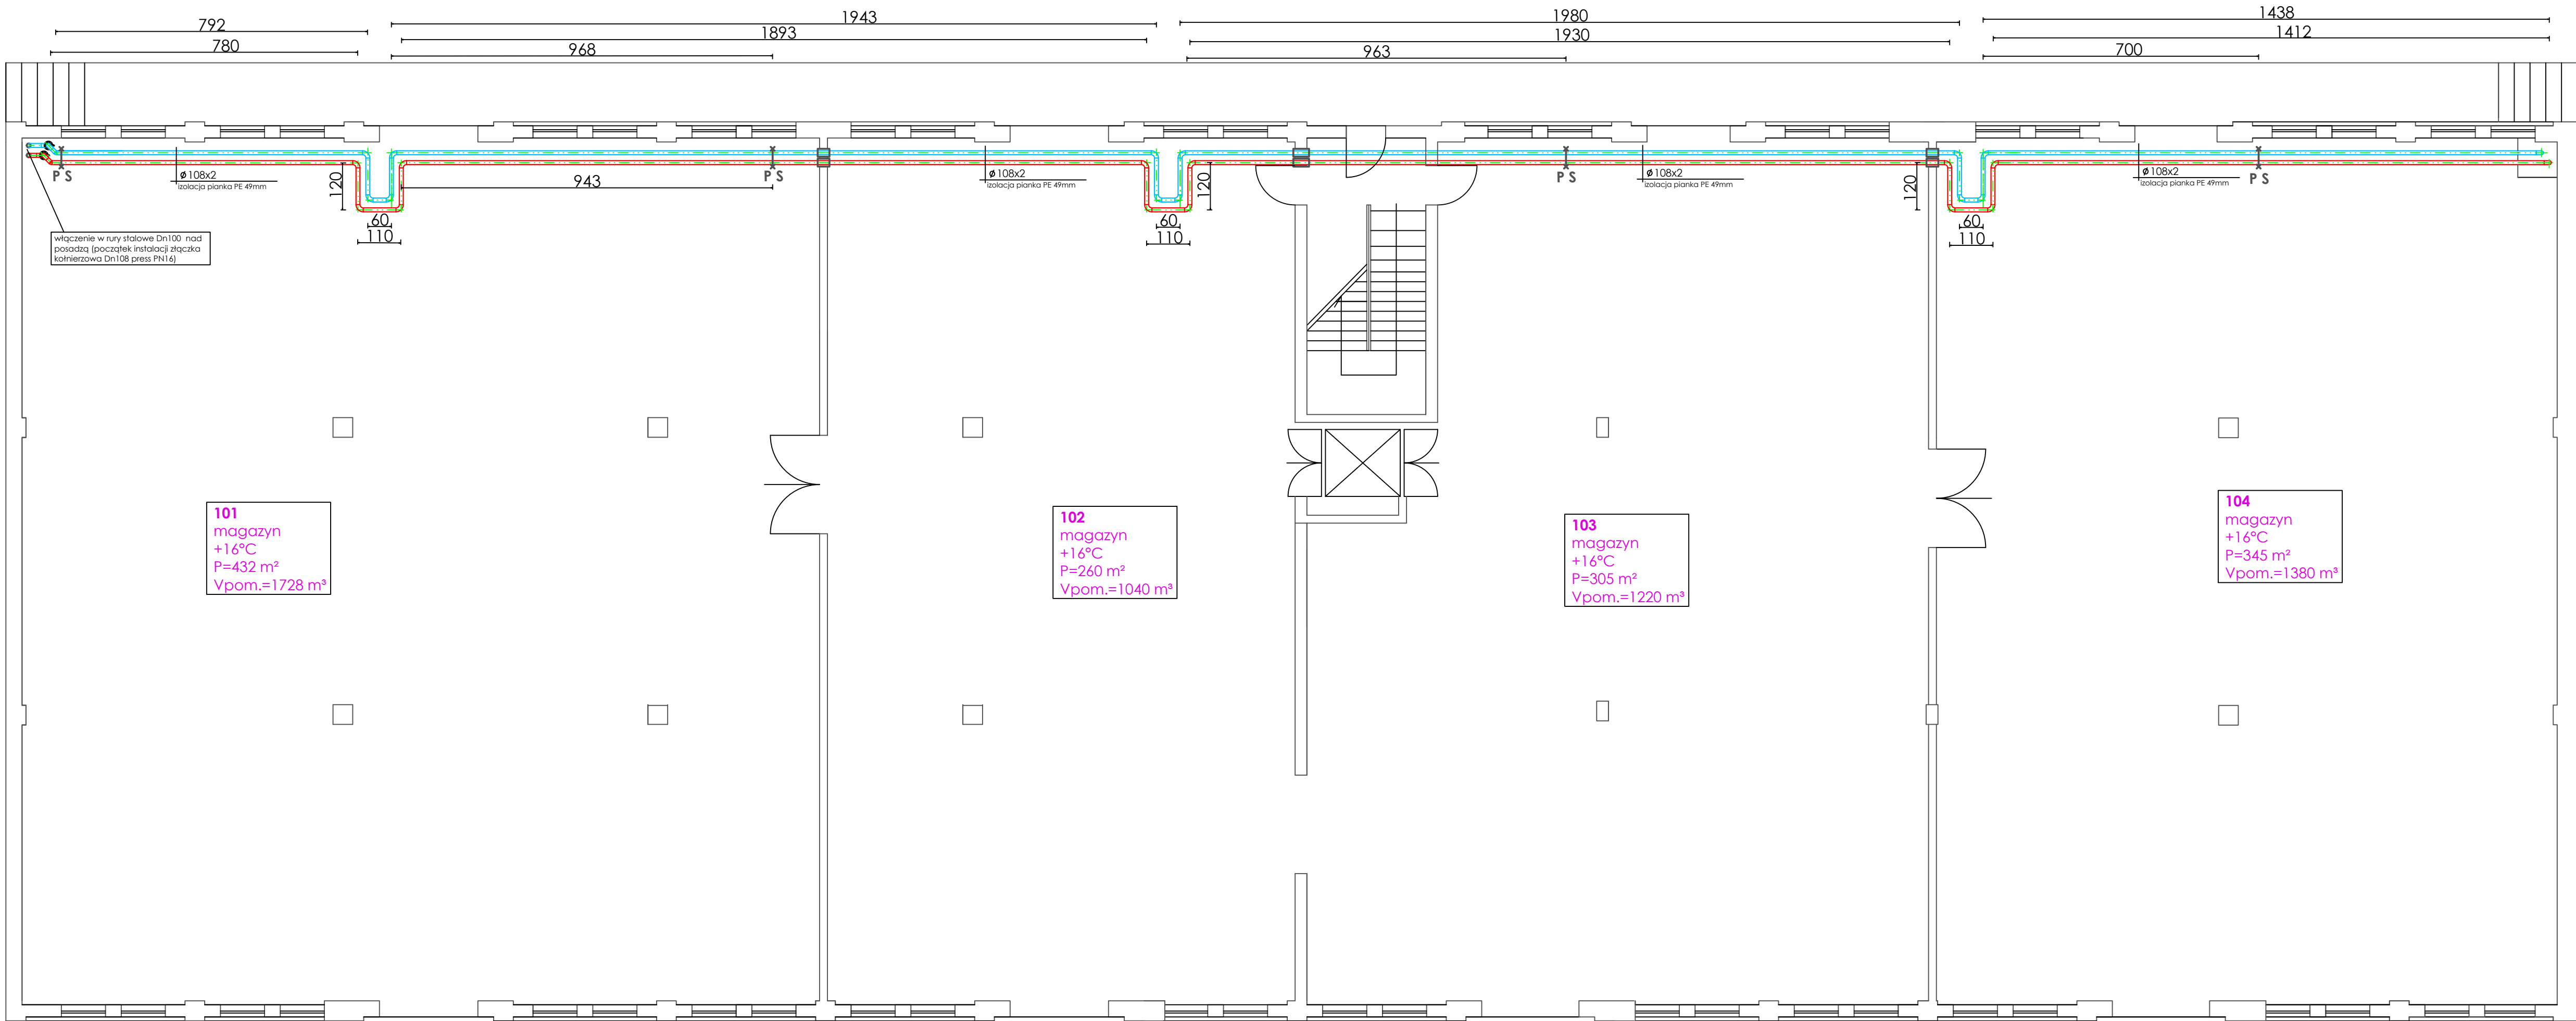 792
780
1943
1893
968
1980
1930
963
1438
1412
700
P S
ø108x2
izolacja pianka PE 49mm
120
943
P S
ø108x2
izolacja pianka PE 49mm
120
P S
ø108x2
izolacja pianka PE 49mm
120
ø108x2
izolacja pianka PE 49mm
P S
60
110
60
110
60
110
włączenie w rury stalowe Dn100 nad
posadzą (początek instalacji złączka
kołnierzowa Dn108 press PN16)
101
magazyn
+16°C
P=432 m²
Vpom.=1728 m³
102
magazyn
+16°C
P=260 m²
Vpom.=1040 m³
103
magazyn
+16°C
P=305 m²
Vpom.=1220 m³
104
magazyn
+16°C
P=345 m²
Vpom.=1380 m³